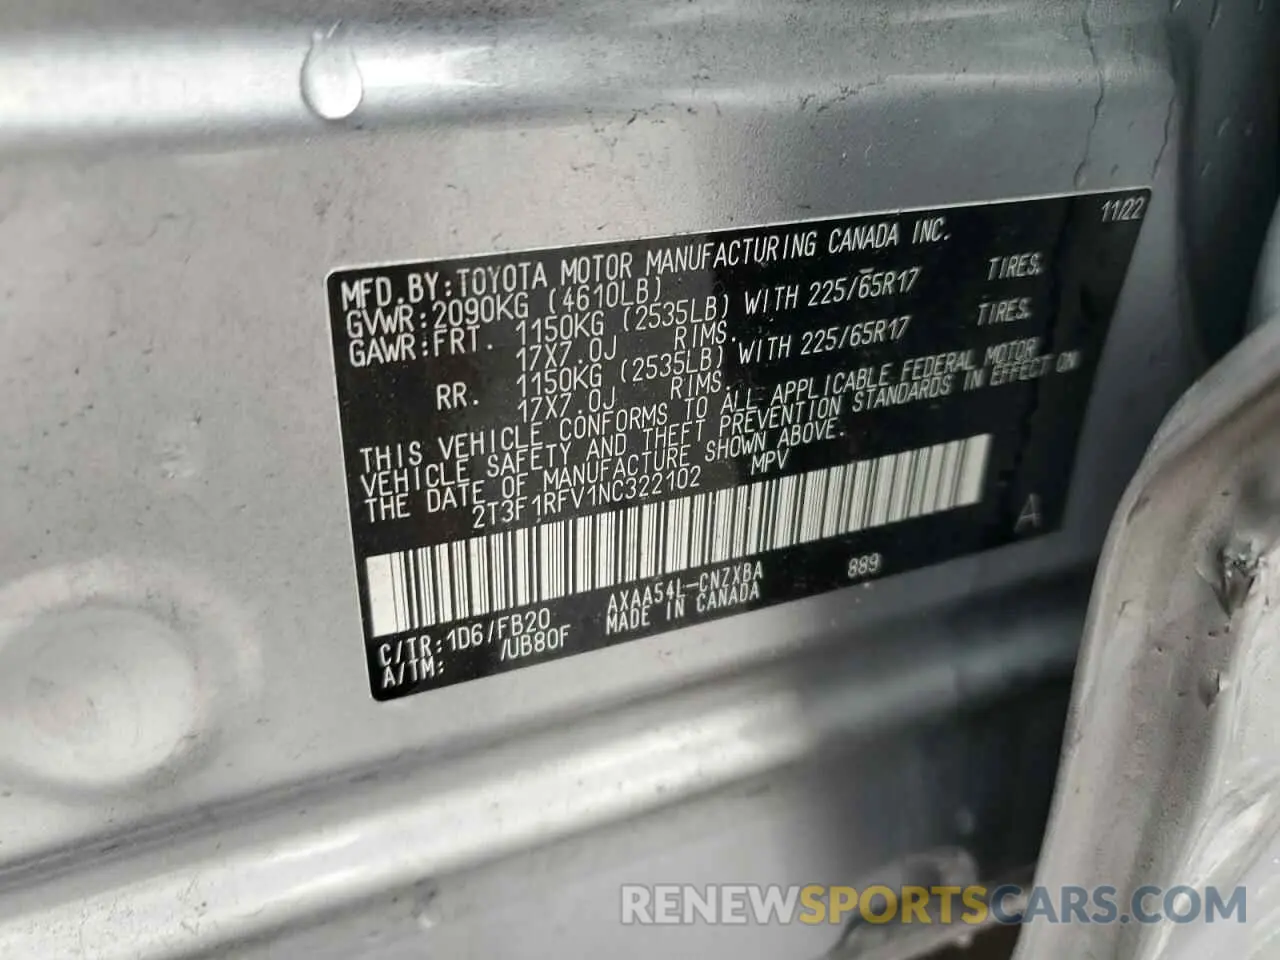 11/22
MFD.BY:TOYOTA MOTOR MANUFACTURING CANADA INC.
GVWR:2090KG (4610LB)
GAWR:FRT. 1150KG (2535LB) WITH 225/65R17 TIRES.
17X7.0J RIMS.
RR. 1150KG (2535LB) WITH 225/65R17 TIRES.
17X7.0J RIMS.
THIS VEHICLE CONFORMS TO ALL APPLICABLE FEDERAL MOTOR
VEHICLE SAFETY AND THEFT PREVENTION STANDARDS IN EFFECT ON
THE DATE OF MANUFACTURE SHOWN ABOVE.
2T3F1RFV1NC322102 MPV
A
C/TR:1D6/FB20 AXAA54L-CNZXBA 889
A/TM: /UB80F MADE IN CANADA
RENEWSPORTSCARS.COM